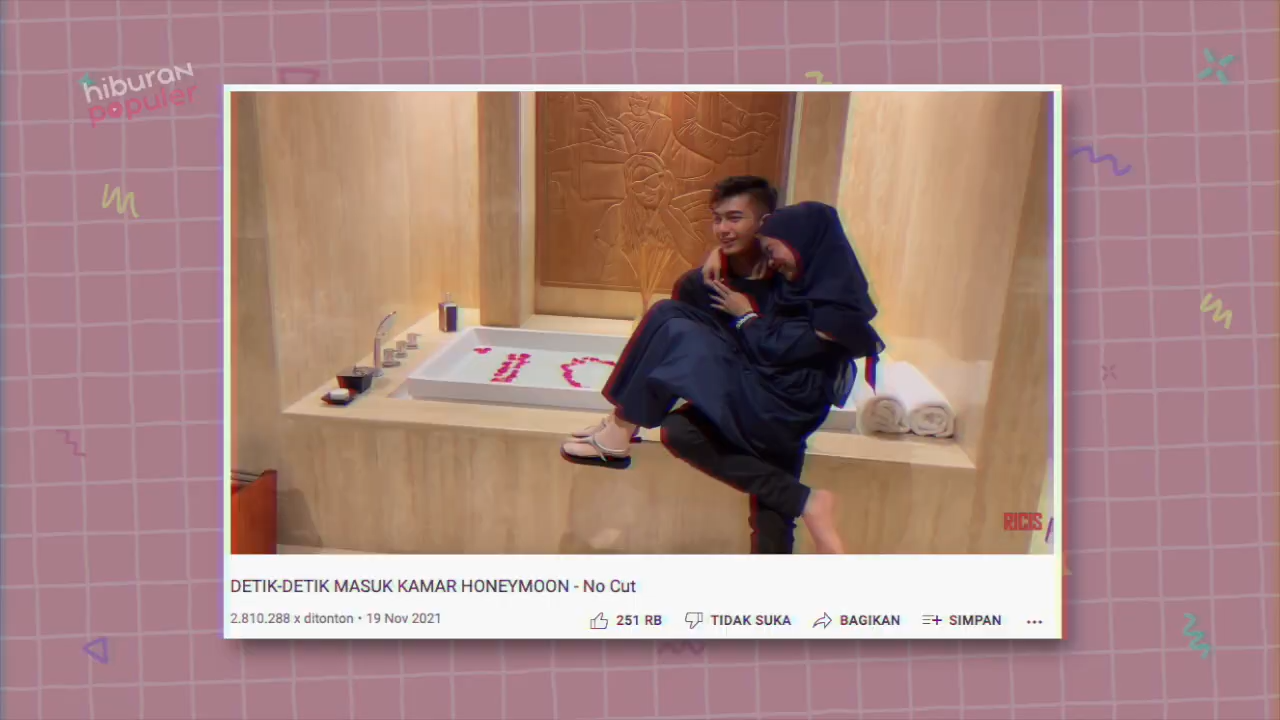 hiburan
populer
RICIS
DETIK-DETIK MASUK KAMAR HONEYMOON - No Cut
2.810.288 x ditonton • 19 Nov 2021
251 RB
TIDAK SUKA
BAGIKAN
SIMPAN